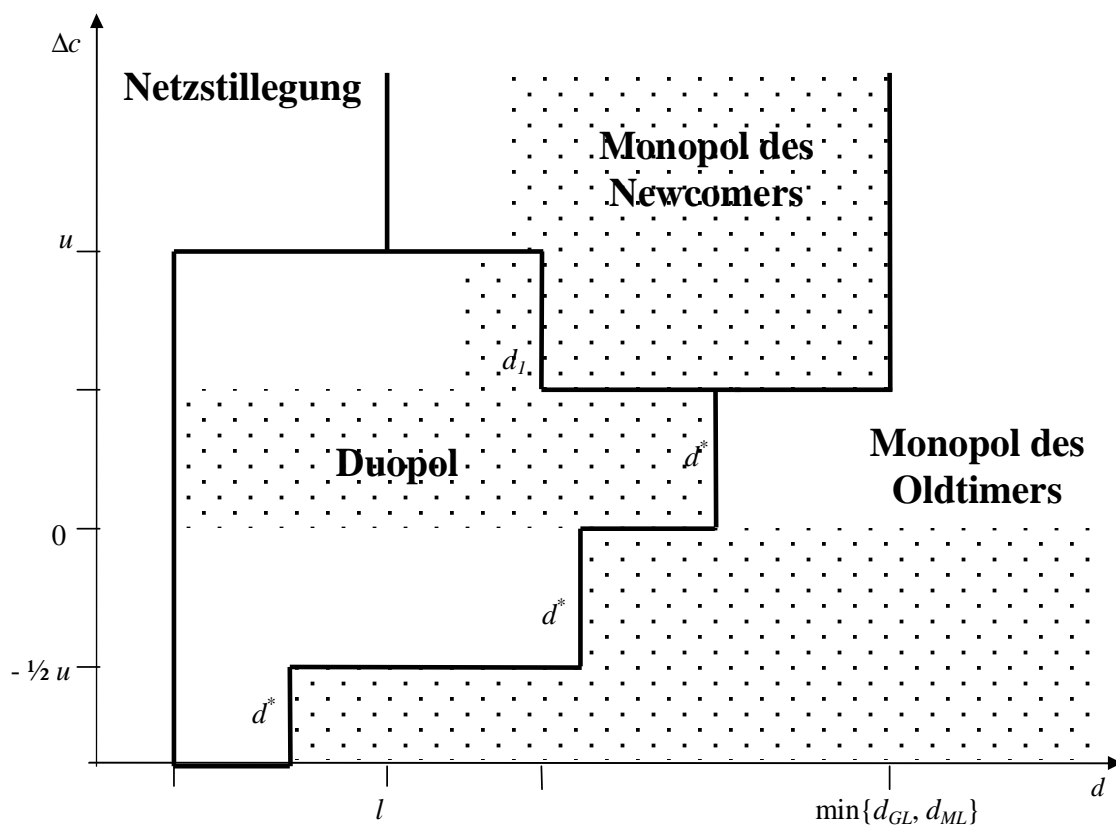 Δc
Netzstillegung
Monopol des
Newcomers
u
d1
Duopol
d*
Monopol des
Oldtimers
0
d*
- ½ u
d*
l
min{dGL, dML}
d